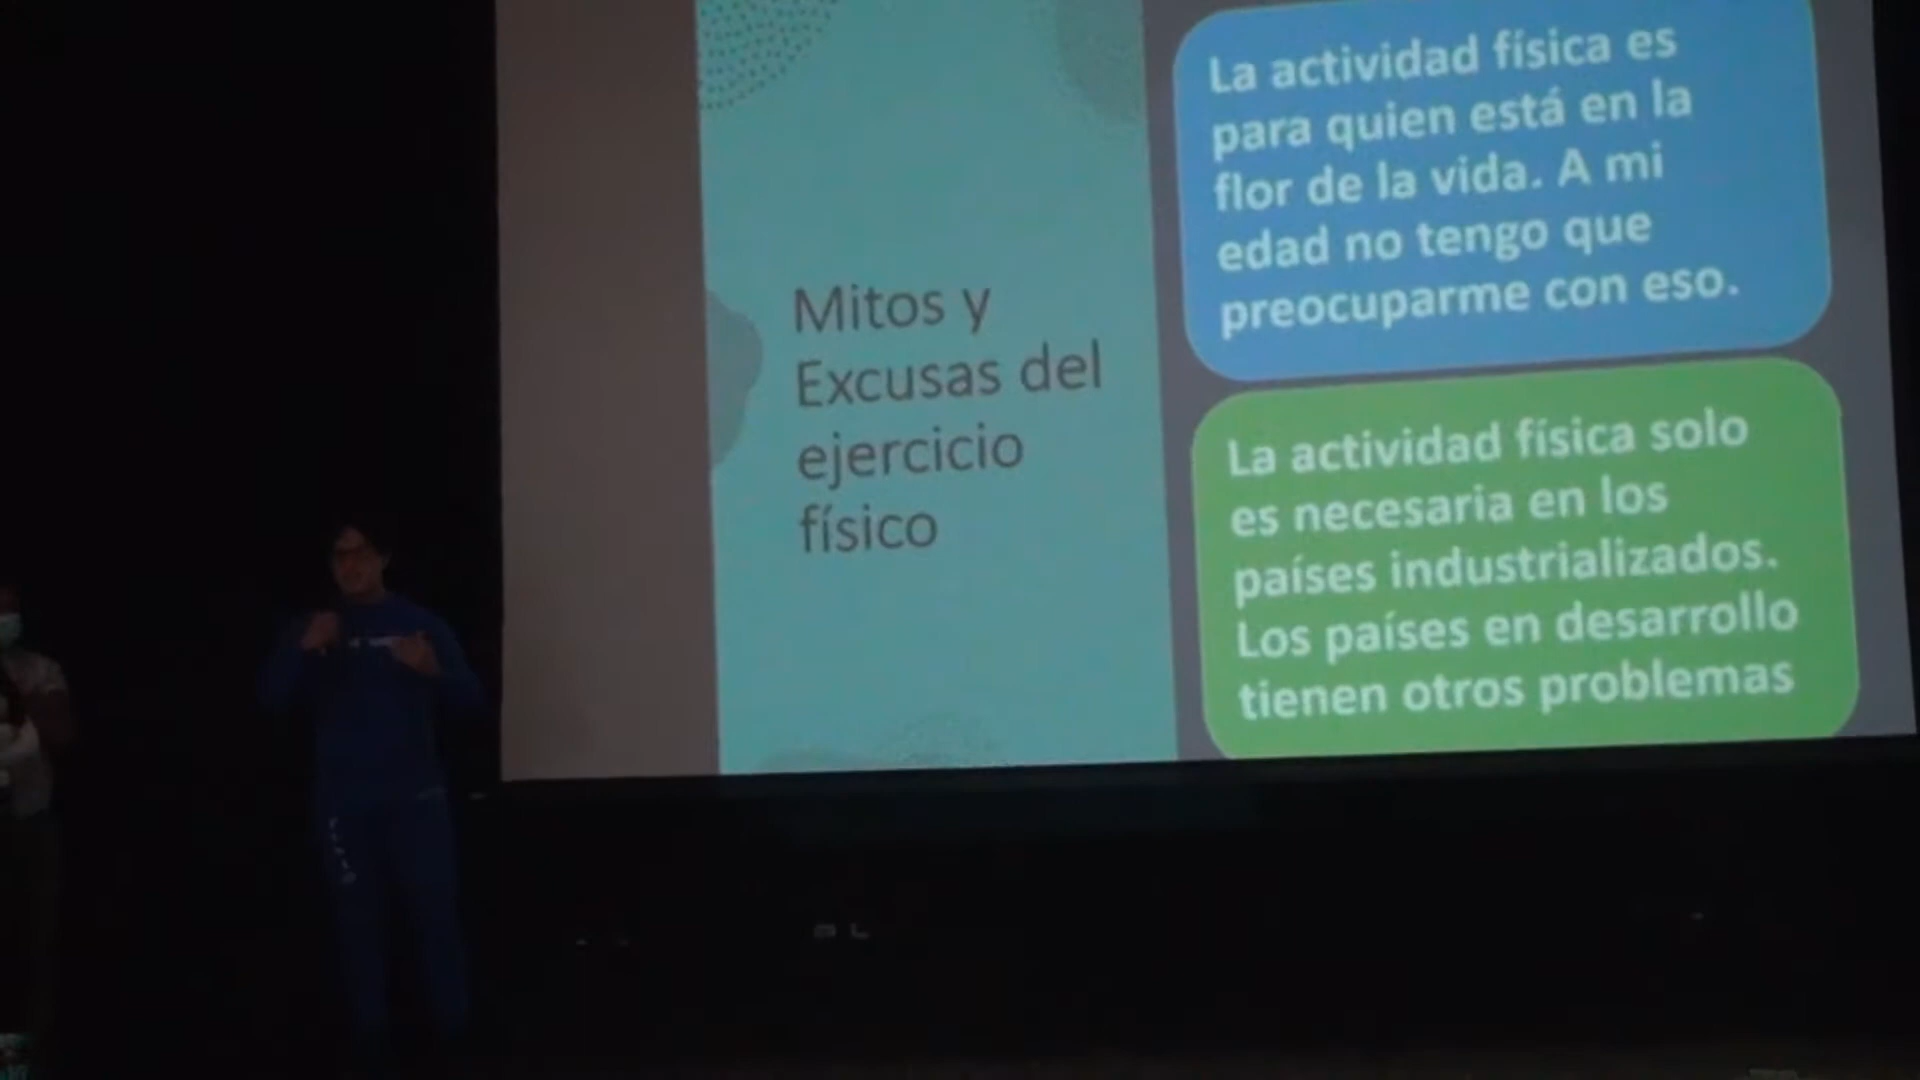 Mitos y
Excusas del
ejercicio
físico
La actividad física es
para quien está en la
flor de la vida. A mi
edad no tengo que
preocuparme con eso.
La actividad física solo
es necesaria en los
países industrializados.
Los países en desarrollo
tienen otros problemas